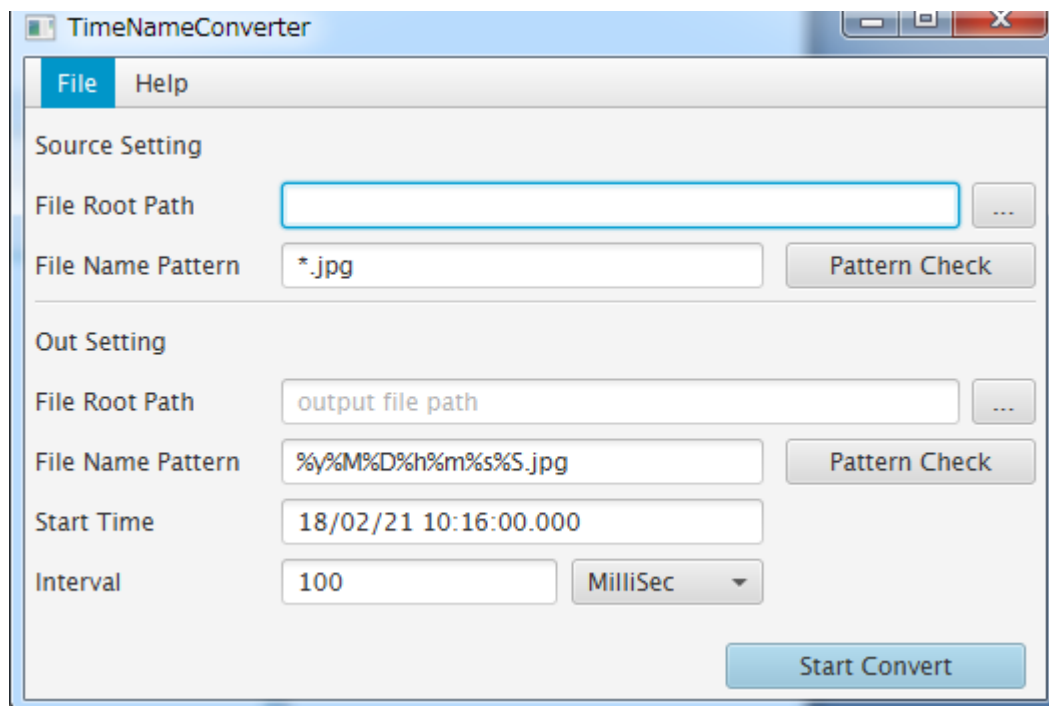 TimeNameConverter
File Help
Source Setting
File Root Path ...
File Name Pattern *.jpg Pattern Check
Out Setting
File Root Path output file path ...
File Name Pattern %y%M%D%h%m%s%S.jpg Pattern Check
Start Time 18/02/21 10:16:00.000
Interval 100 MilliSec
Start Convert